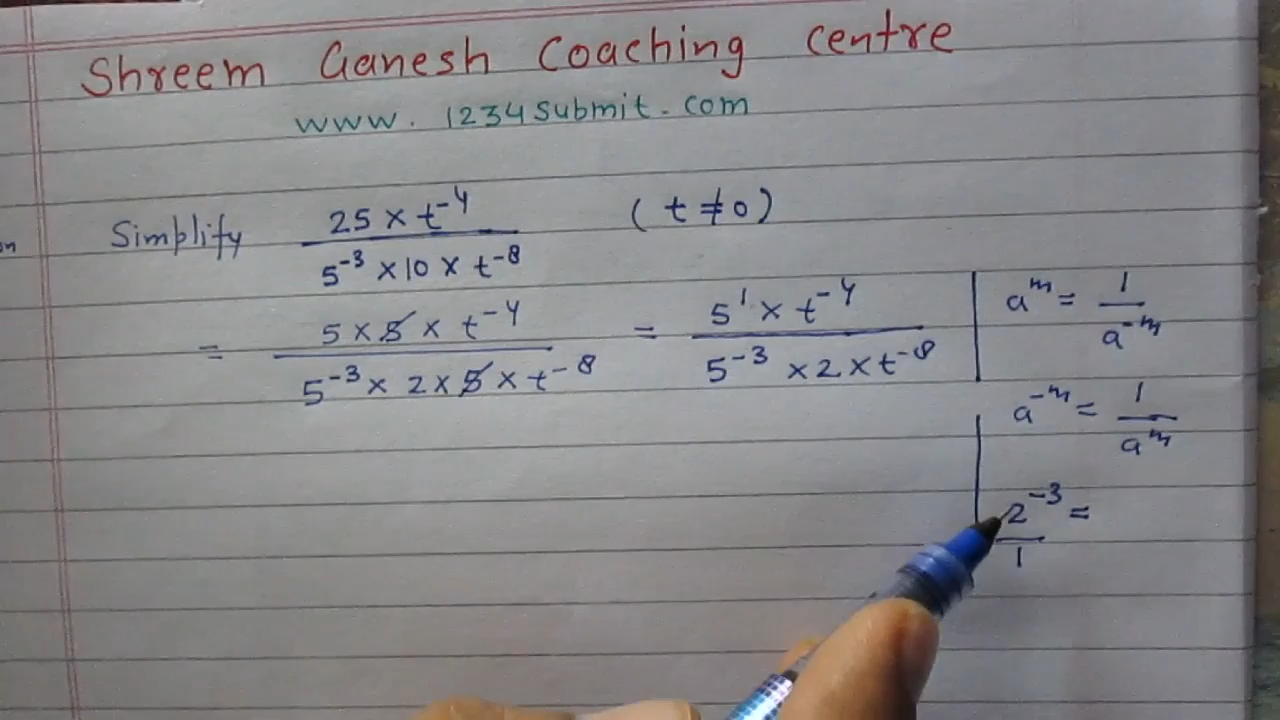 Shreem Ganesh Coaching Centre
www.1234submit.com
on Simplify 25 × t⁻⁴ / 5⁻³ × 10 × t⁻⁸ (t ≠ 0)
= 5 × 5 × t⁻⁴ / 5⁻³ × 2 × 5 × t⁻⁸ = 5¹ × t⁻⁴ / 5⁻³ × 2 × t⁻⁸
aᵐ = 1 / a⁻ᵐ
a⁻ᵐ = 1 / aᵐ
2⁻³ / 1 =